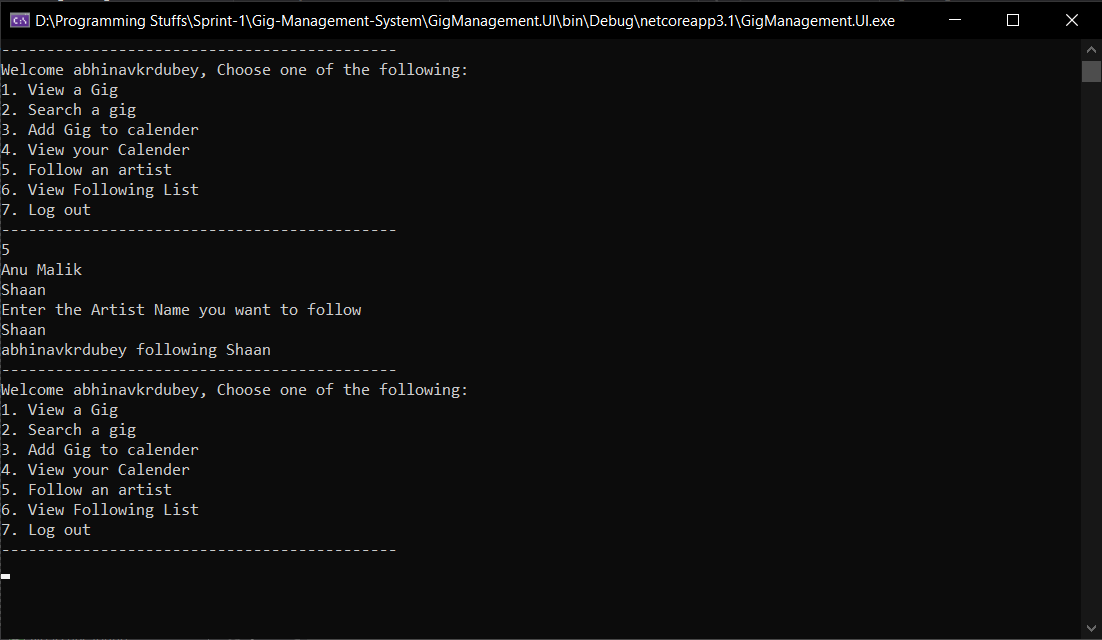 D:\Programming Stuffs\Sprint-1\Gig-Management-System\GigManagement.UI\bin\Debug\netcoreapp3.1\GigManagement.UI.exe
--------------------------------------------
Welcome abhinavkrdubey, Choose one of the following:
1. View a Gig
2. Search a gig
3. Add Gig to calender
4. View your Calender
5. Follow an artist
6. View Following List
7. Log out
--------------------------------------------
5
Anu Malik
Shaan
Enter the Artist Name you want to follow
Shaan
abhinavkrdubey following Shaan
--------------------------------------------
Welcome abhinavkrdubey, Choose one of the following:
1. View a Gig
2. Search a gig
3. Add Gig to calender
4. View your Calender
5. Follow an artist
6. View Following List
7. Log out
--------------------------------------------